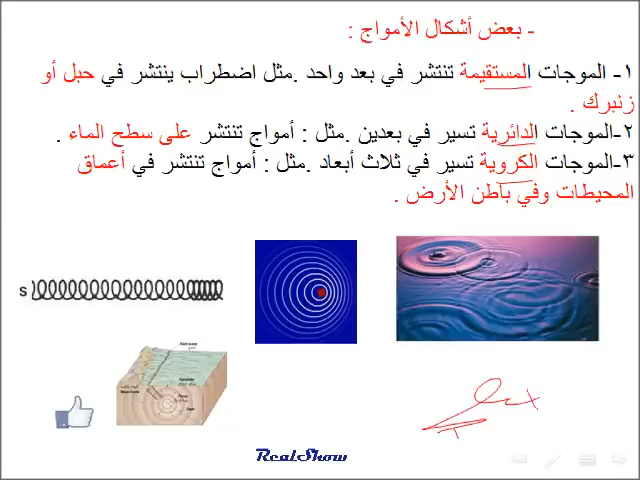 - بعض أشكال الأمواج :
١- الموجات المستقيمة تنتشر في بعد واحد .مثل اضطراب ينتشر في حبل أو
زنبرك .
٢-الموجات الدائرية تسير في بعدين .مثل : أمواج تنتشر على سطح الماء .
٣-الموجات الكروية تسير في ثلاث أبعاد .مثل : أمواج تنتشر في أعماق
المحيطات وفي باطن الأرض .
S
RealShow